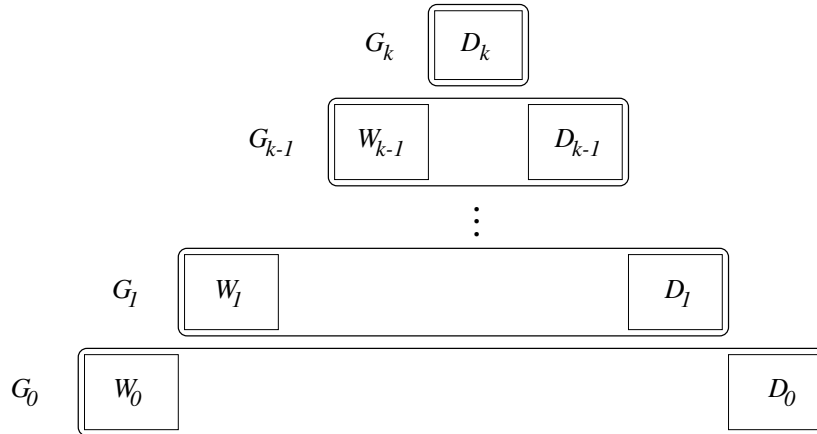 G_k D_k
G_{k-1} W_{k-1} D_{k-1}
⋮
G_1 W_1 D_1
G_0 W_0 D_0